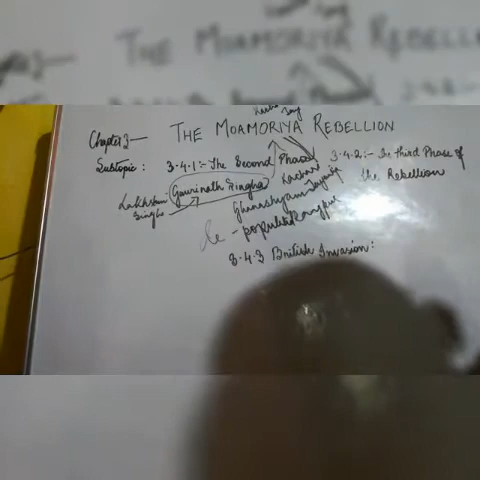 Chapter 3 — THE MOAMORIYA REBELLION
Subtopic : 3.4.1:- The Second Phase 3.4.2:- The third Phase of the Rebellion
Lakshmi Singha Gaurinath Singha
Ghanashyam
Re - populate Rangpur
3.4.3 British Invasion: